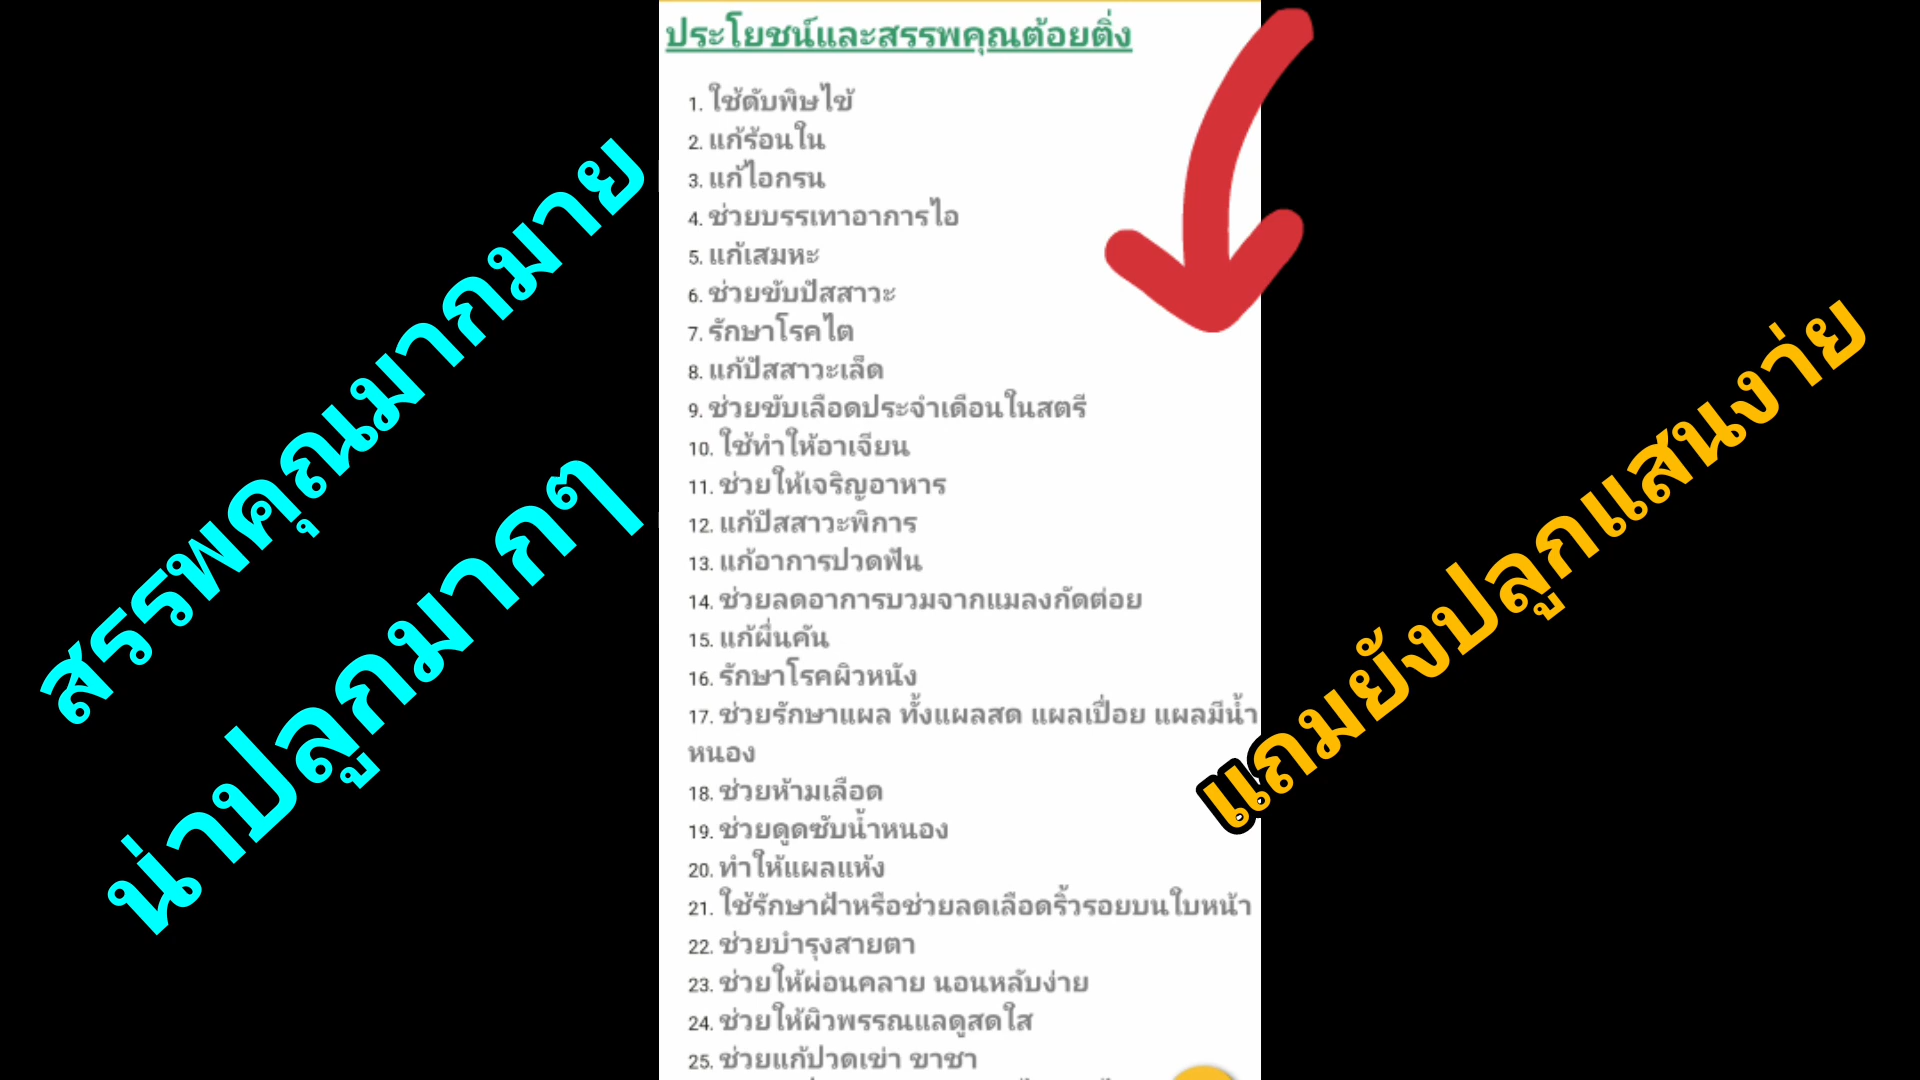 ประโยชน์และสรรพคุณต้อยติ่ง
1. ใช้ดับพิษไข้
2. แก้ร้อนใน
3. แก้ไอกรน
4. ช่วยบรรเทาอาการไอ
5. แก้เสมหะ
6. ช่วยขับปัสสาวะ
7. รักษาโรคไต
8. แก้ปัสสาวะเล็ด
9. ช่วยขับเลือดประจำเดือนในสตรี
10. ใช้ทำให้อาเจียน
11. ช่วยให้เจริญอาหาร
12. แก้ปัสสาวะพิการ
13. แก้อาการปวดฟัน
14. ช่วยลดอาการบวมจากแมลงกัดต่อย
15. แก้ผื่นคัน
16. รักษาโรคผิวหนัง
17. ช่วยรักษาแผล ทั้งแผลสด แผลเปื่อย แผลมีน้ำ
หนอง
18. ช่วยห้ามเลือด
19. ช่วยดูดซับน้ำหนอง
20. ทำให้แผลแห้ง
21. ใช้รักษาฝ้าหรือช่วยลดเลือดริ้วรอยบนใบหน้า
22. ช่วยบำรุงสายตา
23. ช่วยให้ผ่อนคลาย นอนหลับง่าย
24. ช่วยให้ผิวพรรณแลดูสดใส
25. ช่วยแก้ปวดเข่า ขาชา
สรรพคุณมากมาย
น่าปลูกมากๆ
แถมยังปลูกแสนง่าย